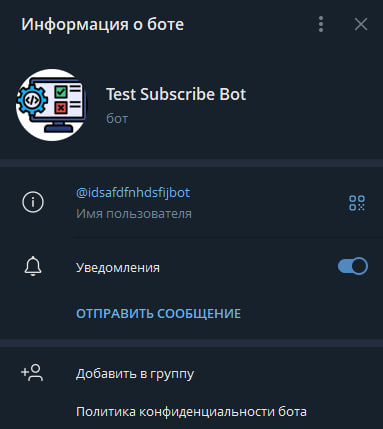 Информация о боте
Test Subscribe Bot
бот
@idsafdfnhdsfijbot
Имя пользователя
Уведомления
ОТПРАВИТЬ СООБЩЕНИЕ
Добавить в группу
Политика конфиденциальности бота